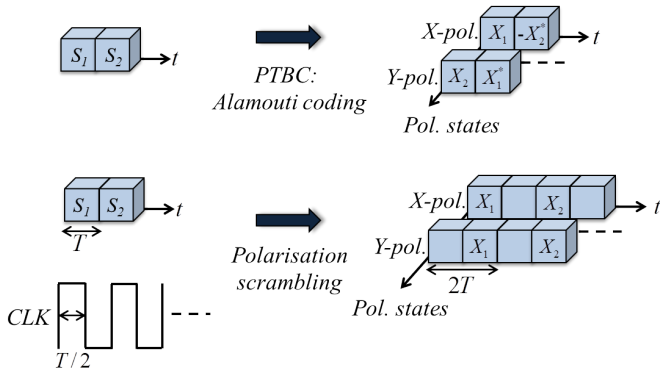 X-pol. X₁ -X₂* t
S₁ S₂ t
PTBC:
Alamouti coding
Y-pol. X₂ X₁*
Pol. states
S₁ S₂ t
T
X-pol. X₁ X₂ t
Polarisation
scrambling
Y-pol. X₁ X₂
2T
Pol. states
CLK
T/2